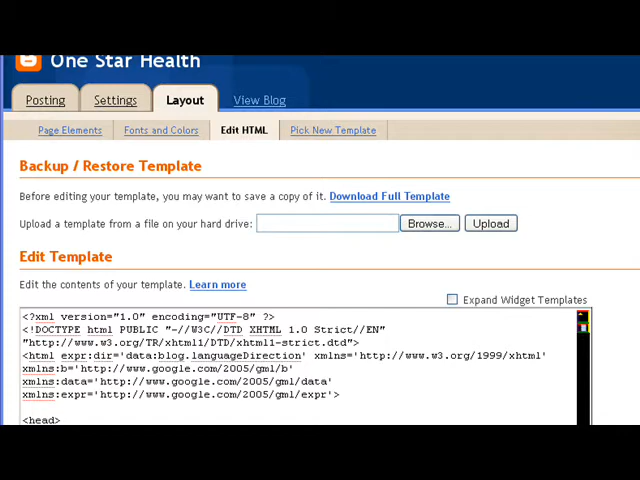 One Star Health
Posting Settings Layout View Blog
Page Elements Fonts and Colors Edit HTML Pick New Template
Backup / Restore Template
Before editing your template, you may want to save a copy of it. Download Full Template
Upload a template from a file on your hard drive: Browse... Upload
Edit Template
Edit the contents of your template. Learn more
Expand Widget Templates
<?xml version="1.0" encoding="UTF-8" ?>
<!DOCTYPE html PUBLIC "-//W3C//DTD XHTML 1.0 Strict//EN"
"http://www.w3.org/TR/xhtml1/DTD/xhtml1-strict.dtd">
<html expr:dir='data:blog.languageDirection' xmlns='http://www.w3.org/1999/xhtml'
xmlns:b='http://www.google.com/2005/gml/b'
xmlns:data='http://www.google.com/2005/gml/data'
xmlns:expr='http://www.google.com/2005/gml/expr'>
<head>